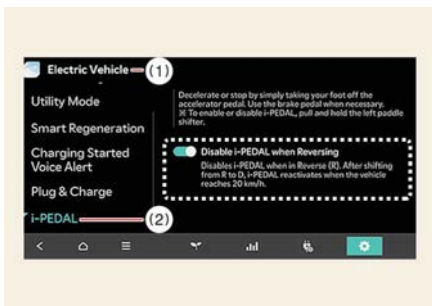 Electric Vehicle (1)
Decelerate or stop by simply taking your foot off the
accelerator pedal. Use the brake pedal when necessary.
※ To enable or disable i-PEDAL, pull and hold the left paddle
shifter.
Utility Mode
Smart Regeneration
Charging Started
Voice Alert
Plug & Charge
i-PEDAL (2)
Disable i-PEDAL when Reversing
Disables i-PEDAL when in Reverse (R). After shifting
from R to D, i-PEDAL reactivates when the vehicle
reaches 20 km/h.